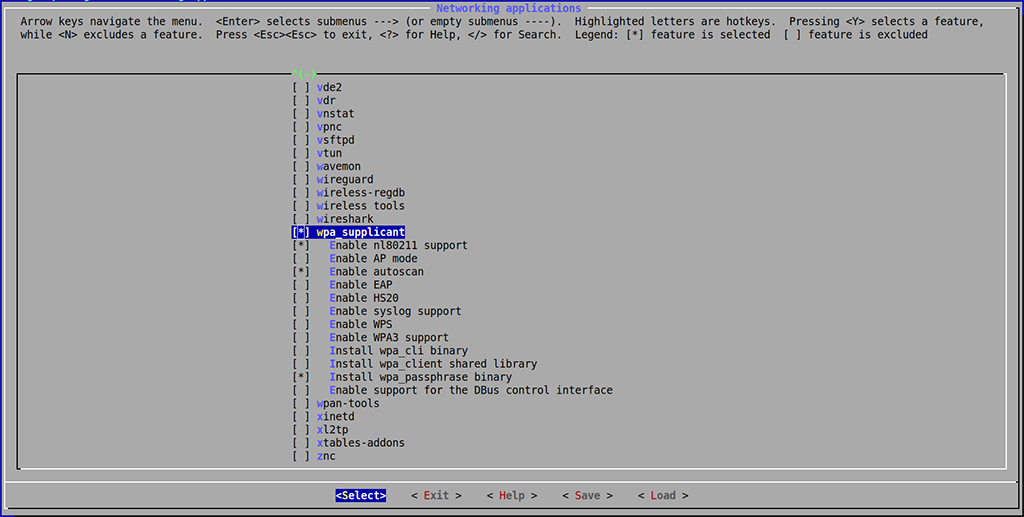 Networking applications
Arrow keys navigate the menu.  <Enter> selects submenus ---> (or empty submenus ----).  Highlighted letters are hotkeys.  Pressing <Y> selects a feature,
while <N> excludes a feature.  Press <Esc><Esc> to exit, <?> for Help, </> for Search.  Legend: [*] feature is selected  [ ] feature is excluded
^(-)
[ ] vde2
[ ] vdr
[ ] vnstat
[ ] vpnc
[ ] vsftpd
[ ] vtun
[ ] wavemon
[ ] wireguard
[ ] wireless-regdb
[ ] wireless tools
[ ] wireshark
[*] wpa_supplicant
[*]   Enable nl80211 support
[ ]   Enable AP mode
[*]   Enable autoscan
[ ]   Enable EAP
[ ]   Enable HS20
[ ]   Enable syslog support
[ ]   Enable WPS
[ ]   Enable WPA3 support
[ ]   Install wpa_cli binary
[ ]   Install wpa_client shared library
[*]   Install wpa_passphrase binary
[ ]   Enable support for the DBus control interface
[ ] wpan-tools
[ ] xinetd
[ ] xl2tp
[ ] xtables-addons
[ ] znc
<Select>    < Exit >    < Help >    < Save >    < Load >